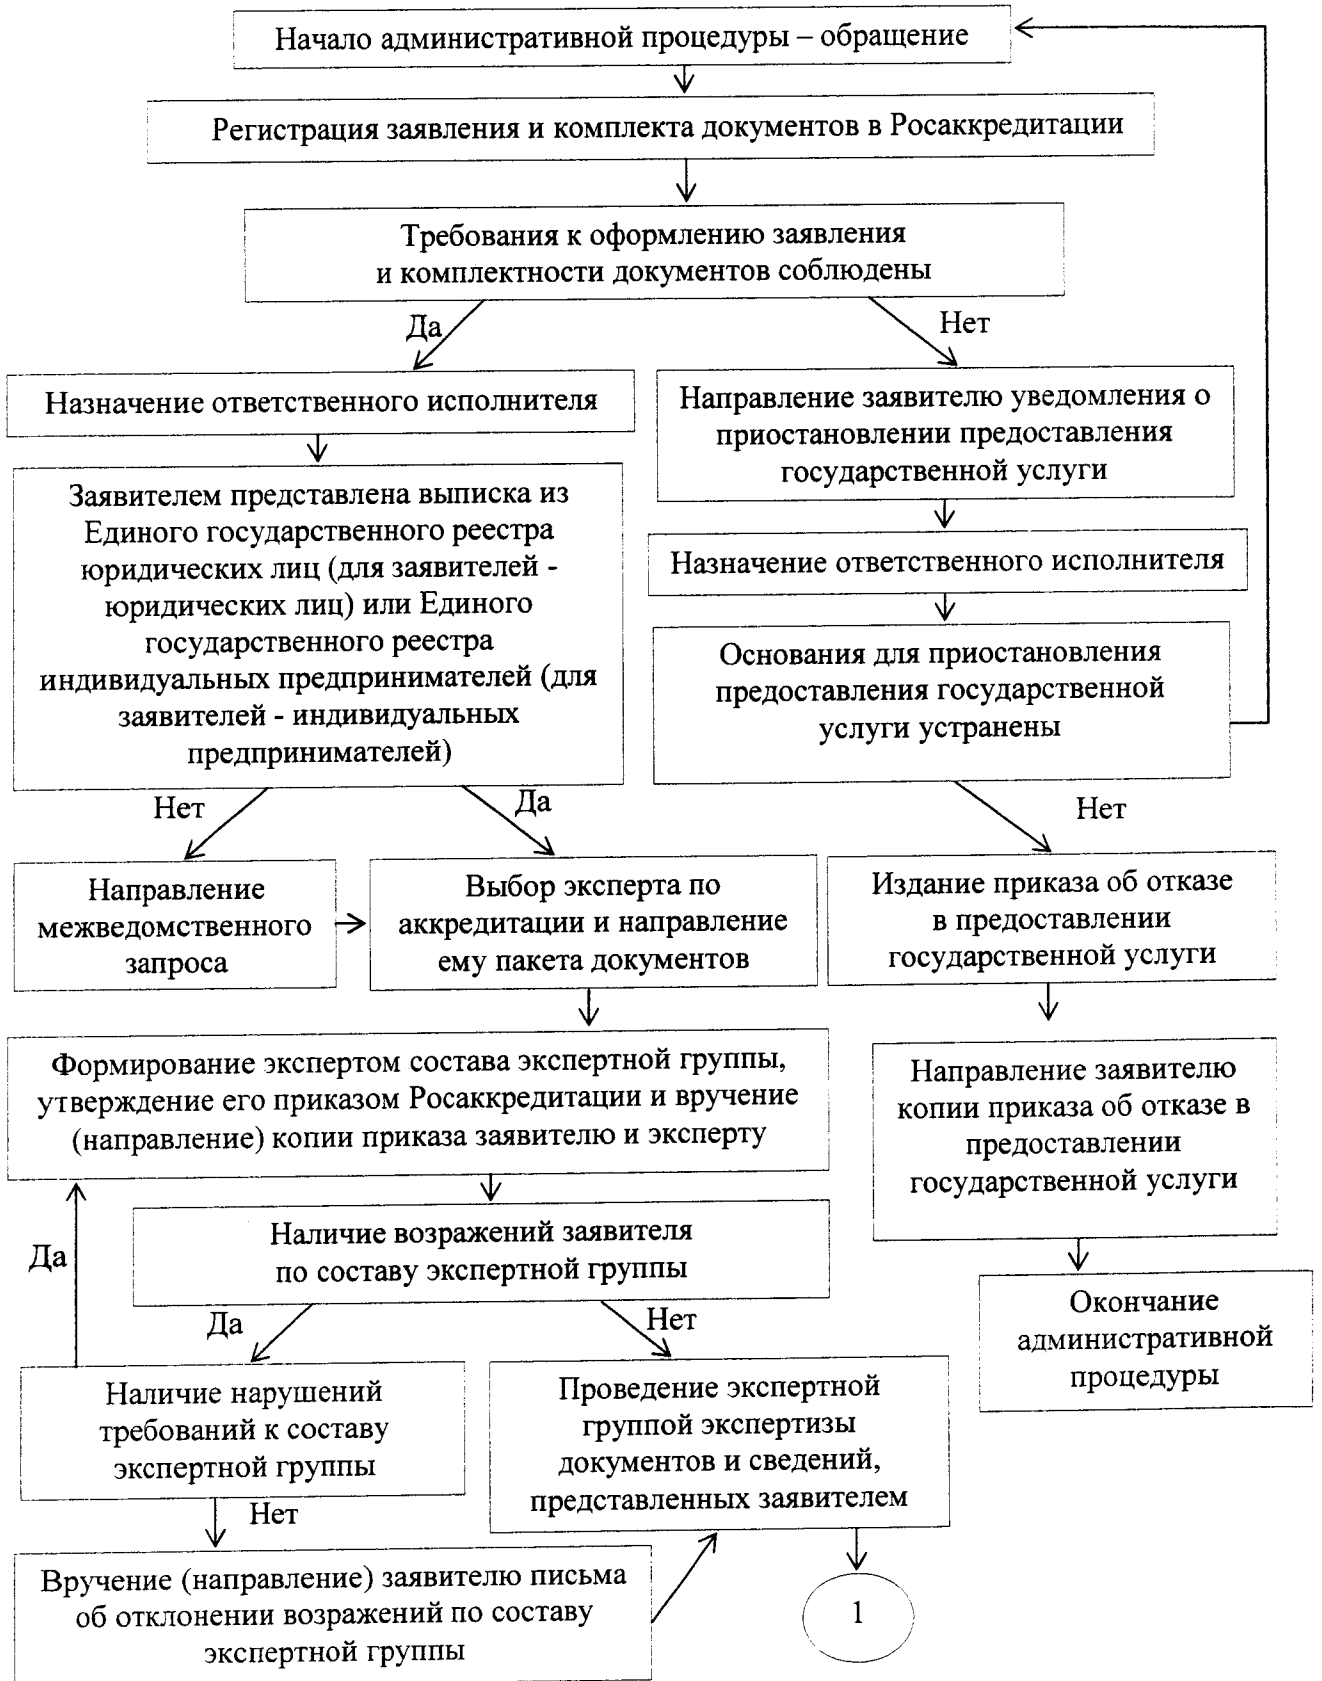 Начало административной процедуры – обращение
Регистрация заявления и комплекта документов в Росаккредитации
Требования к оформлению заявления
и комплектности документов соблюдены
Да
Нет
Назначение ответственного исполнителя
Направление заявителю уведомления о
приостановлении предоставления
государственной услуги
Заявителем представлена выписка из
Единого государственного реестра
юридических лиц (для заявителей -
юридических лиц) или Единого
государственного реестра
индивидуальных предпринимателей (для
заявителей - индивидуальных
предпринимателей)
Назначение ответственного исполнителя
Основания для приостановления
предоставления государственной
услуги устранены
Нет
Да
Нет
Направление
межведомственного
запроса
Выбор эксперта по
аккредитации и направление
ему пакета документов
Издание приказа об отказе
в предоставлении
государственной услуги
Формирование экспертом состава экспертной группы,
утверждение его приказом Росаккредитации и вручение
(направление) копии приказа заявителю и эксперту
Направление заявителю
копии приказа об отказе в
предоставлении
государственной услуги
Да
Наличие возражений заявителя
по составу экспертной группы
Да
Нет
Окончание
административной
процедуры
Наличие нарушений
требований к составу
экспертной группы
Проведение экспертной
группой экспертизы
документов и сведений,
представленных заявителем
Нет
Вручение (направление) заявителю письма
об отклонении возражений по составу
экспертной группы
1